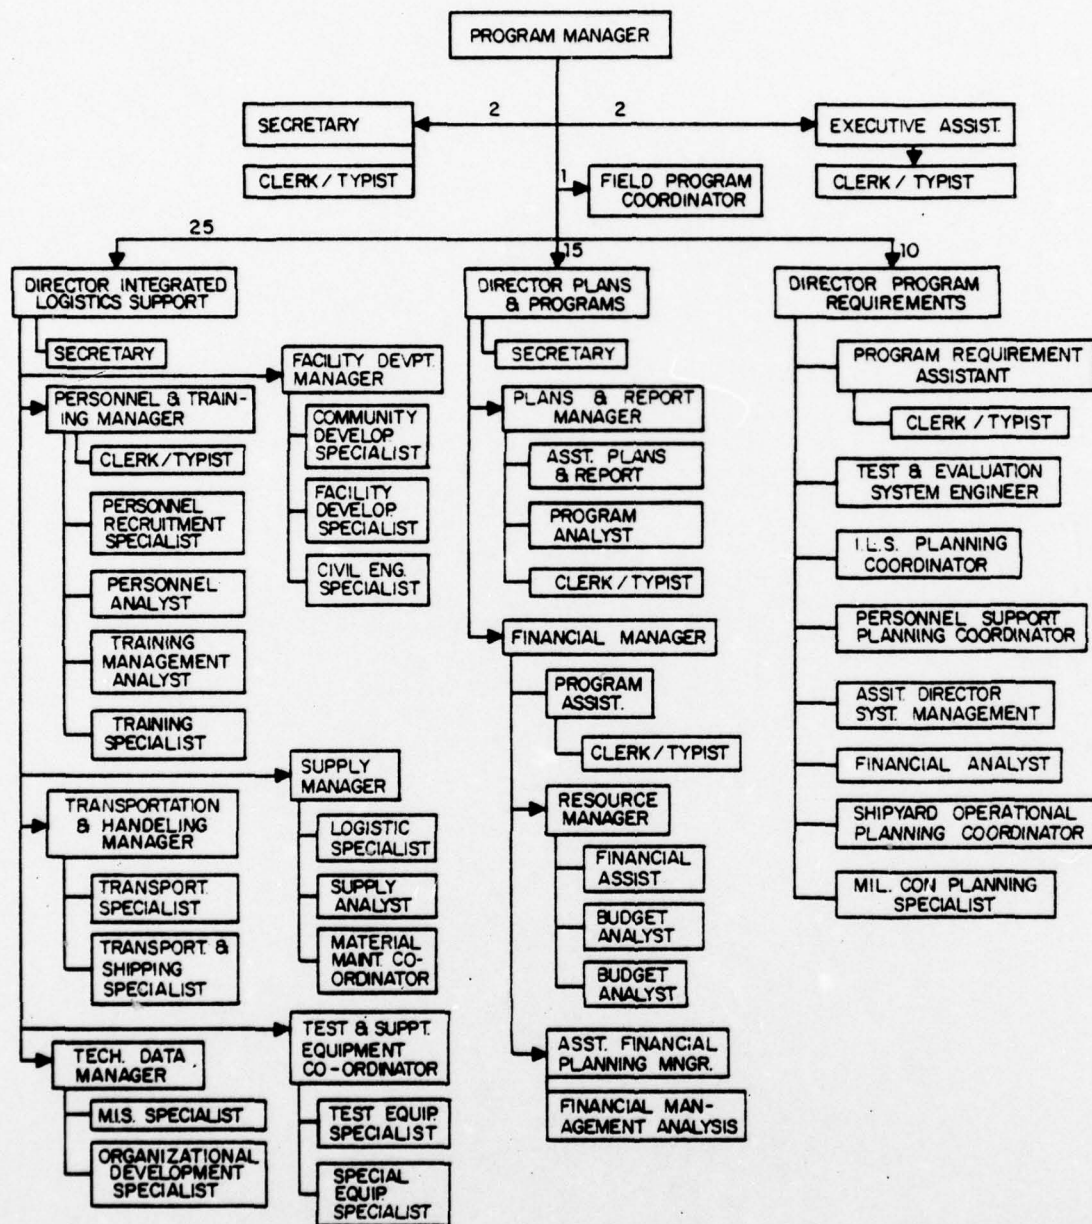 PROGRAM MANAGER
2
2
SECRETARY
EXECUTIVE ASSIST.
CLERK / TYPIST
1
FIELD PROGRAM
COORDINATOR
CLERK / TYPIST
25
15
10
DIRECTOR INTEGRATED
LOGISTICS SUPPORT
SECRETARY
PERSONNEL & TRAIN-
ING MANAGER
CLERK / TYPIST
PERSONNEL
RECRUITMENT
SPECIALIST
PERSONNEL
ANALYST
TRAINING
MANAGEMENT
ANALYST
TRAINING
SPECIALIST
TRANSPORTATION
& HANDELING
MANAGER
TRANSPORT.
SPECIALIST
TRANSPORT. &
SHIPPING
SPECIALIST
TECH. DATA
MANAGER
M.I.S. SPECIALIST
ORGANIZATIONAL
DEVELOPMENT
SPECIALIST
FACILITY DEVPT.
MANAGER
COMMUNITY
DEVELOP
SPECIALIST
FACILITY
DEVELOP
SPECIALIST
CIVIL ENG.
SPECIALIST
SUPPLY
MANAGER
LOGISTIC
SPECIALIST
SUPPLY
ANALYST
MATERIAL
MAINT. CO-
ORDINATOR
TEST & SUPPT.
EQUIPMENT
CO-ORDINATOR
TEST EQUIP.
SPECIALIST
SPECIAL
EQUIP.
SPECIALIST
DIRECTOR PLANS
& PROGRAMS
SECRETARY
PLANS & REPORT
MANAGER
ASST. PLANS
& REPORT
PROGRAM
ANALYST
CLERK / TYPIST
FINANCIAL MANAGER
PROGRAM
ASSIST.
CLERK / TYPIST
RESOURCE
MANAGER
FINANCIAL
ASSIST
BUDGET
ANALYST
BUDGET
ANALYST
ASST. FINANCIAL
PLANNING MNGR.
FINANCIAL MAN-
AGEMENT ANALYSIS
DIRECTOR PROGRAM
REQUIREMENTS
PROGRAM REQUIREMENT
ASSISTANT
CLERK / TYPIST
TEST & EVALUATION
SYSTEM ENGINEER
I.L.S. PLANNING
COORDINATOR
PERSONNEL SUPPORT
PLANNING COORDINATOR
ASSIT. DIRECTOR
SYST. MANAGEMENT
FINANCIAL ANALYST
SHIPYARD OPERATIONAL
PLANNING COORDINATOR
MIL. CON PLANNING
SPECIALIST